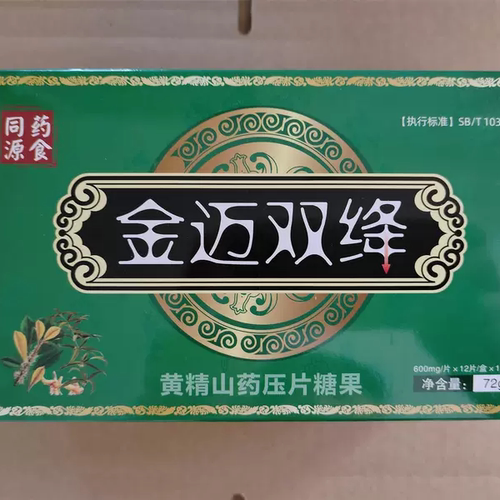 药食同源
【执行标准】SB/T 103
金迈双绛
黄精山药压片糖果
600mg/片×12片/盒×1
净含量： 72g